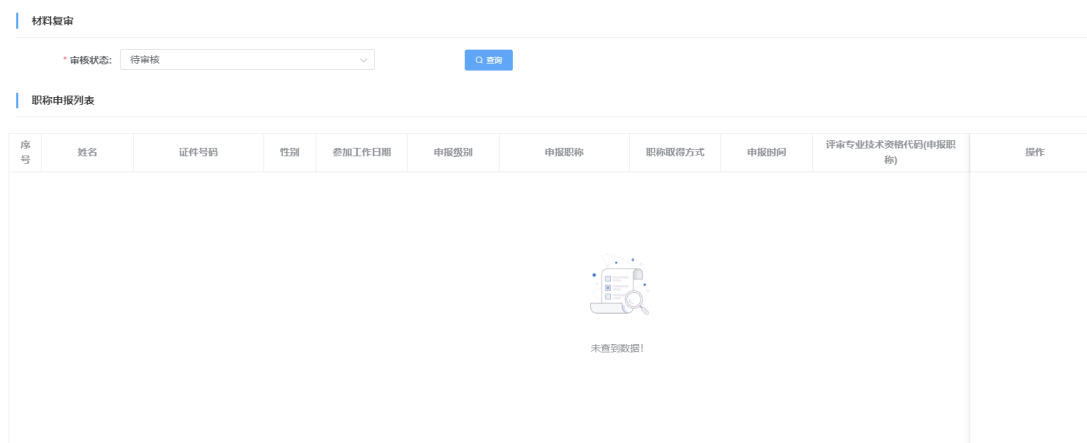 材料复审
* 审核状态: 待审核 查询
职称申报列表
序号 姓名 证件号码 性别 参加工作日期 申报级别 申报职称 职称取得方式 申报时间 评审专业技术资格代码(申报职称) 操作
未查到数据!